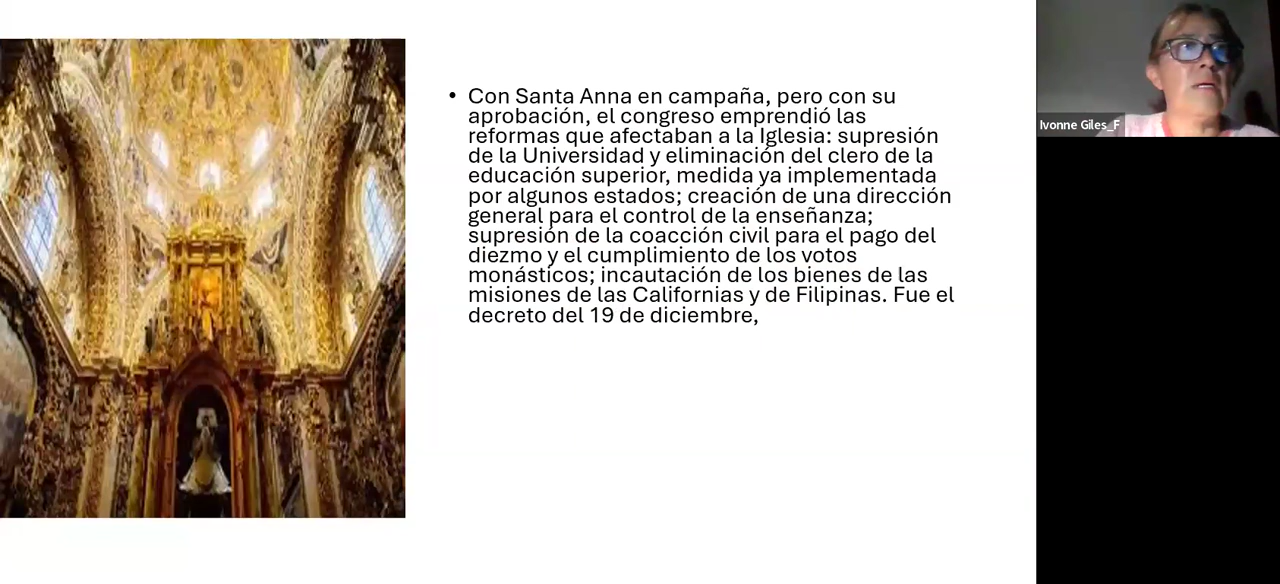 • Con Santa Anna en campaña, pero con su
aprobación, el congreso emprendió las
reformas que afectaban a la Iglesia: supresión
de la Universidad y eliminación del clero de la
educación superior, medida ya implementada
por algunos estados; creación de una dirección
general para el control de la enseñanza;
supresión de la coacción civil para el pago del
diezmo y el cumplimiento de los votos
monásticos; incautación de los bienes de las
misiones de las Californias y de Filipinas. Fue el
decreto del 19 de diciembre,
Ivonne Giles_F